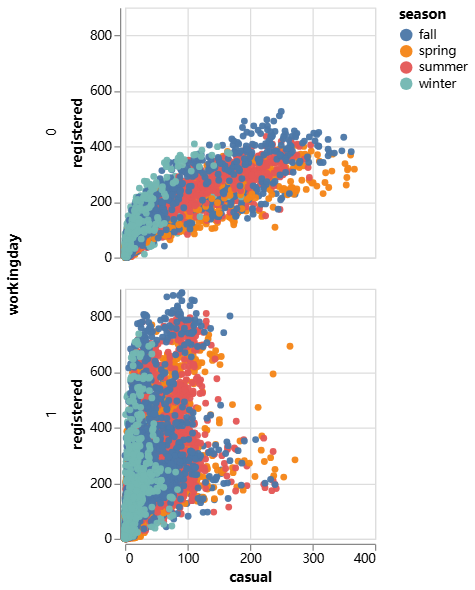 season
fall
spring
summer
winter
800
600
400
200
0
registered
0
workingday
800
600
400
200
0
registered
1
0 100 200 300 400
casual